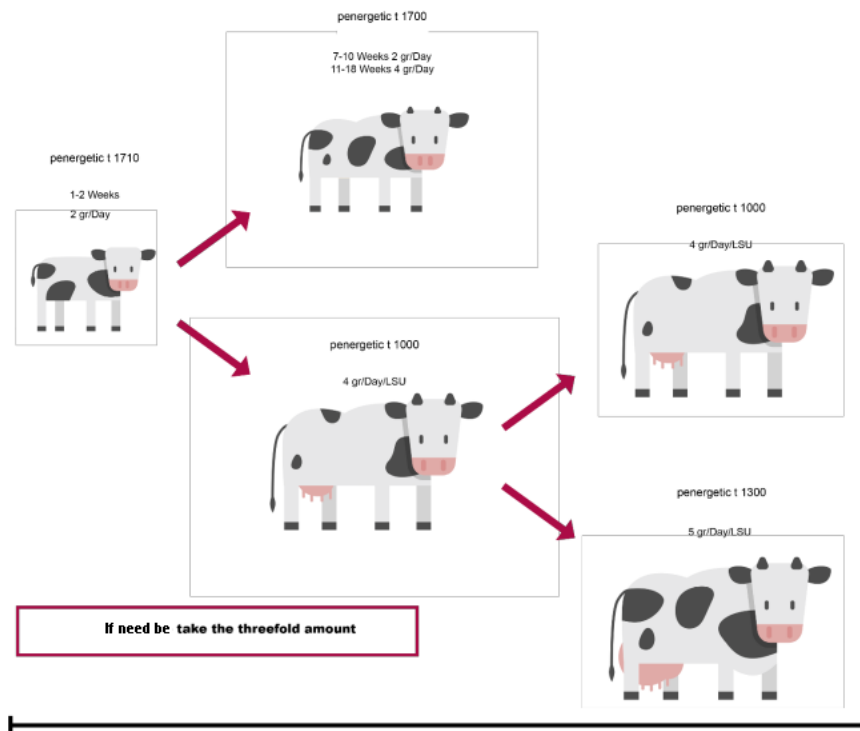 penergetic t 1700
7-10 Weeks 2 gr/Day
11-18 Weeks 4 gr/Day
penergetic t 1710
1-2 Weeks
2 gr/Day
penergetic t 1000
4 gr/Day/LSU
penergetic t 1000
4 gr/Day/LSU
penergetic t 1300
5 gr/Day/LSU
If need be take the threefold amount